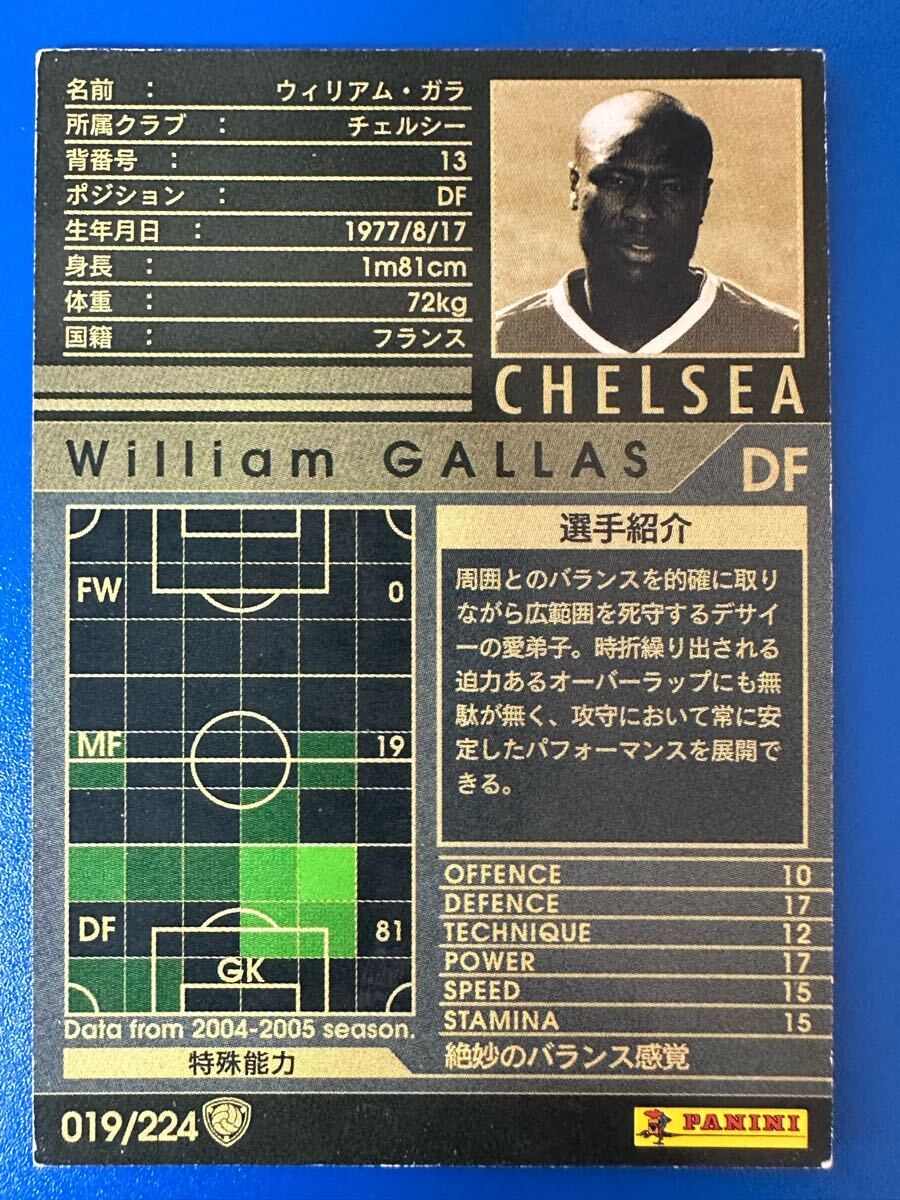 名前 : ウィリアム・ガラ
所属クラブ : チェルシー
背番号 : 13
ポジション : DF
生年月日 : 1977/8/17
身長 : 1m81cm
体重 : 72kg
国籍 : フランス
CHELSEA
William GALLAS
DF
FW 0
MF 19
DF 81
GK
Data from 2004-2005 season.
選手紹介
周囲とのバランスを的確に取り
ながら広範囲を死守するデサイ
ーの愛弟子。時折繰り出される
迫力あるオーバーラップにも無
駄が無く、攻守において常に安
定したパフォーマンスを展開で
きる。
OFFENCE 10
DEFENCE 17
TECHNIQUE 12
POWER 17
SPEED 15
STAMINA 15
特殊能力 絶妙のバランス感覚
019/224
PANINI